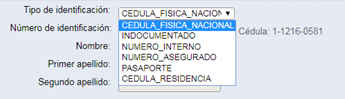 Tipo de identificación: CEDULA_FISICA_NACION
CEDULA_FISICA_NACIONAL
Número de identificación: INDOCUMENTADO Cédula: 1-1216-0581
NUMERO_INTERNO
Nombre: NUMERO_ASEGURADO
Primer apellido: PASAPORTE
Segundo apellido: CEDULA_RESIDENCIA